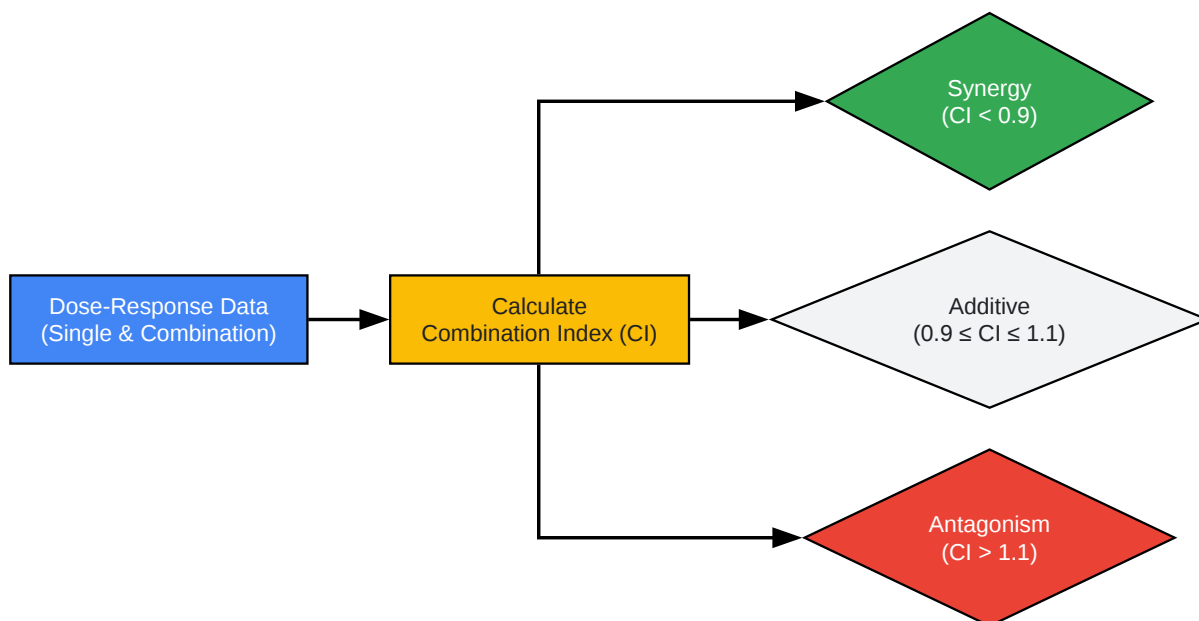 Synergy
(CI < 0.9)
Dose-Response Data
(Single & Combination)
Calculate
Combination Index (CI)
Additive
(0.9 ≤ CI ≤ 1.1)
Antagonism
(CI > 1.1)